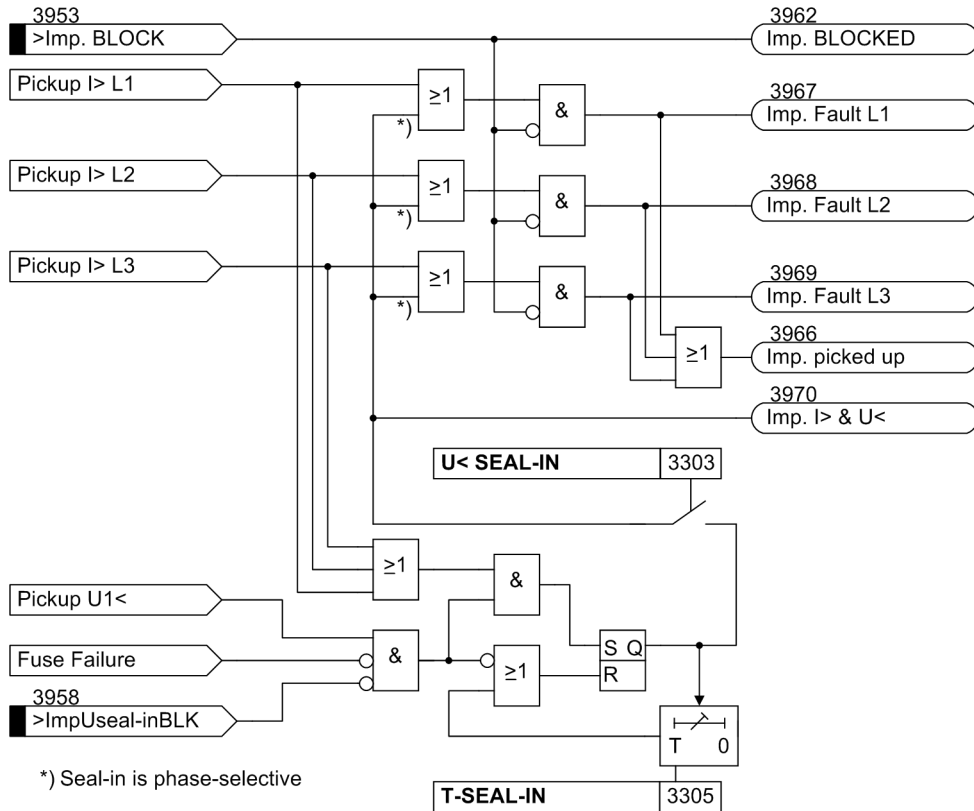 3953
>Imp. BLOCK
3962
Imp. BLOCKED
Pickup I> L1
≥1
*)
&
3967
Imp. Fault L1
Pickup I> L2
≥1
*)
&
3968
Imp. Fault L2
Pickup I> L3
≥1
*)
&
3969
Imp. Fault L3
≥1
3966
Imp. picked up
3970
Imp. I> & U<
U< SEAL-IN 3303
≥1
&
Pickup U1<
&
S Q
R
Fuse Failure
≥1
3958
>ImpUseal-inBLK
T 0
*) Seal-in is phase-selective
T-SEAL-IN 3305